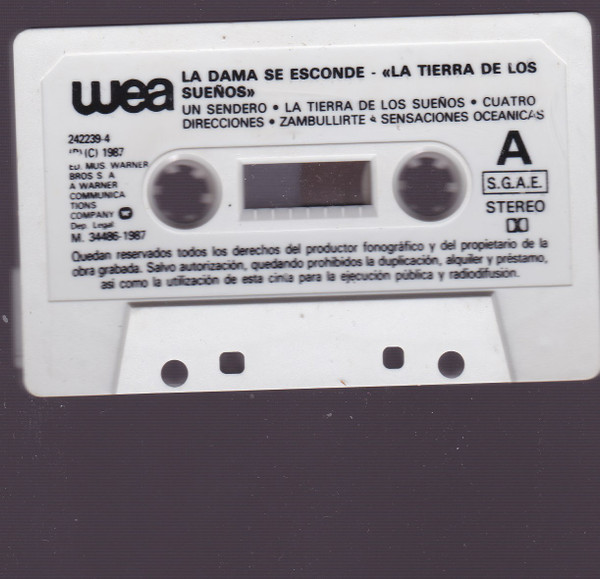 wea
LA DAMA SE ESCONDE - «LA TIERRA DE LOS
SUEÑOS»
UN SENDERO • LA TIERRA DE LOS SUEÑOS • CUATRO
DIRECCIONES • ZAMBULLIRTE • SENSACIONES OCEANICAS
242239-4
(P) (C) 1987
ED. MUS. WARNER
BROS S A
A WARNER
COMMUNICA
TIONS
COMPANY
Dep. Legal
M. 34486-1987
A
S.G.A.E.
STEREO
Quedan reservados todos los derechos del productor fonográfico y del propietario de la
obra grabada. Salvo autorización, quedando prohibidos la duplicación, alquiler y préstamo,
asi como la utilización de esta cinta para la ejecución pública y radiodifusión.